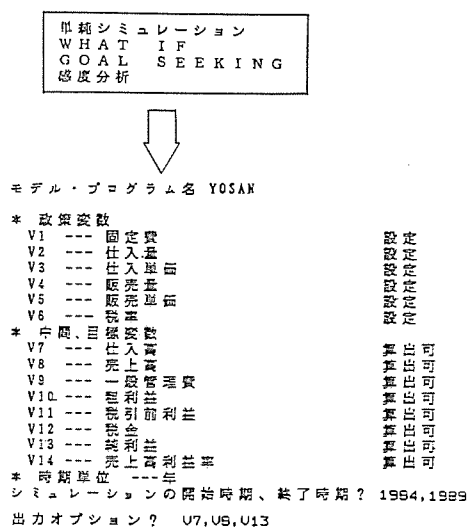 単純シミュレーション
WHAT IF
GOAL SEEKING
感度分析
モデル・プログラム名 YOSAN
* 政策変数
V1 --- 固定費 設定
V2 --- 仕入量 設定
V3 --- 仕入単価 設定
V4 --- 販売量 設定
V5 --- 販売単価 設定
V6 --- 税率 設定
* 中間、目標変数
V7 --- 仕入高 算出可
V8 --- 売上高 算出可
V9 --- 一般管理費 算出可
V10 --- 粗利益 算出可
V11 --- 税引前利益 算出可
V12 --- 税金 算出可
V13 --- 純利益 算出可
V14 --- 売上高利益率 算出可
* 時期単位 ---年
シミュレーションの開始時期、終了時期? 1984,1989
出力オプション? V7,V8,V13